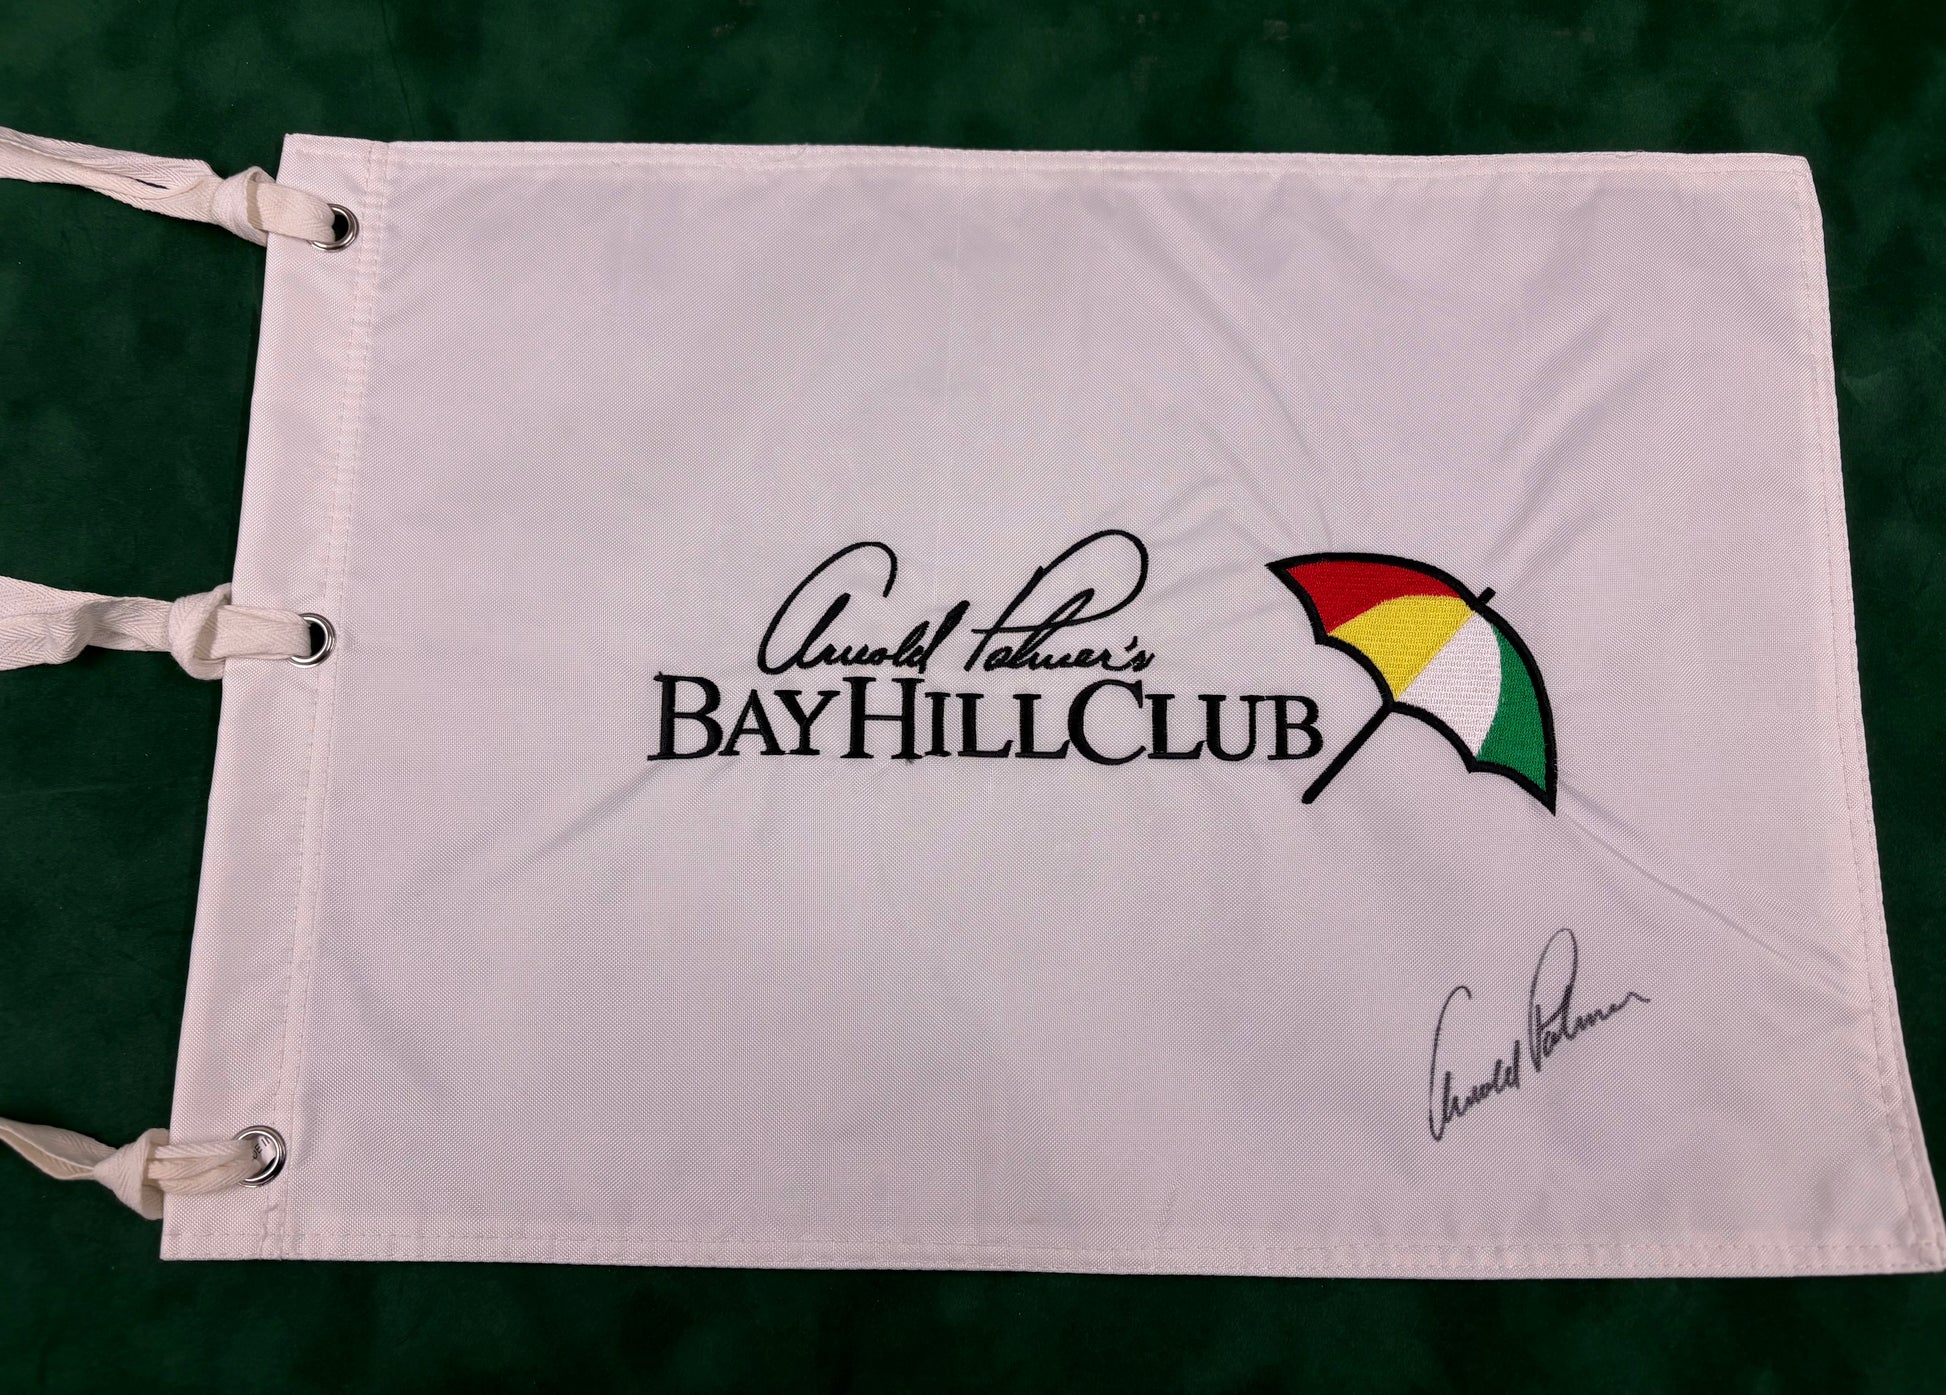 Arnold Palmer's
BAY HILL CLUB
Arnold Palmer